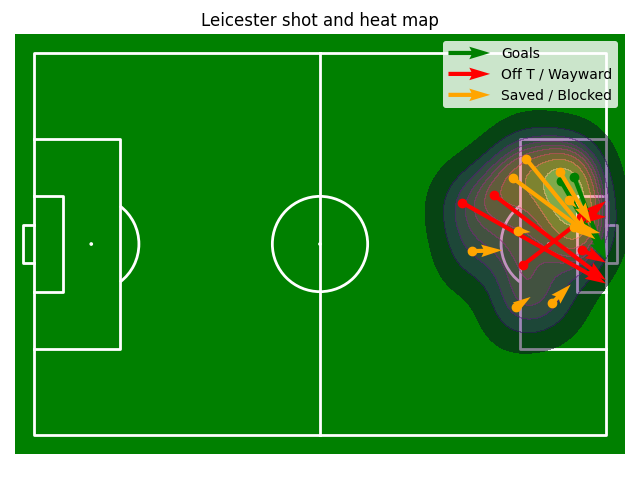 Leicester shot and heat map
Goals
Off T / Wayward
Saved / Blocked